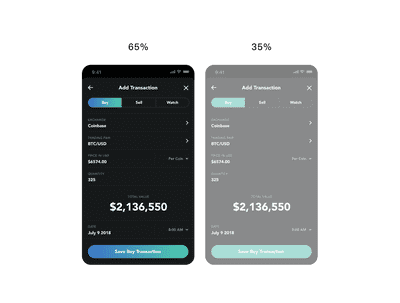 65%
35%
9:41
Add Transaction
Buy Sell Watch
EXCHANGE
Coinbase
TRADING PAIR
BTC/USD
PRICE IN USD
$6574.00 Per Coin
QUANTITY
325
TOTAL VALUE
$2,136,550
DATE
July 9 2018 8:00 AM
Save Buy Transaction
9:41
Add Transaction
Buy Sell Watch
EXCHANGE
Coinbase
TRADING PAIR
BTC/USD
PRICE IN USD
$6574.00 Per Coin
QUANTITY
325
TOTAL VALUE
$2,136,550
DATE
July 9 2018 8:00 AM
Save Buy Transaction